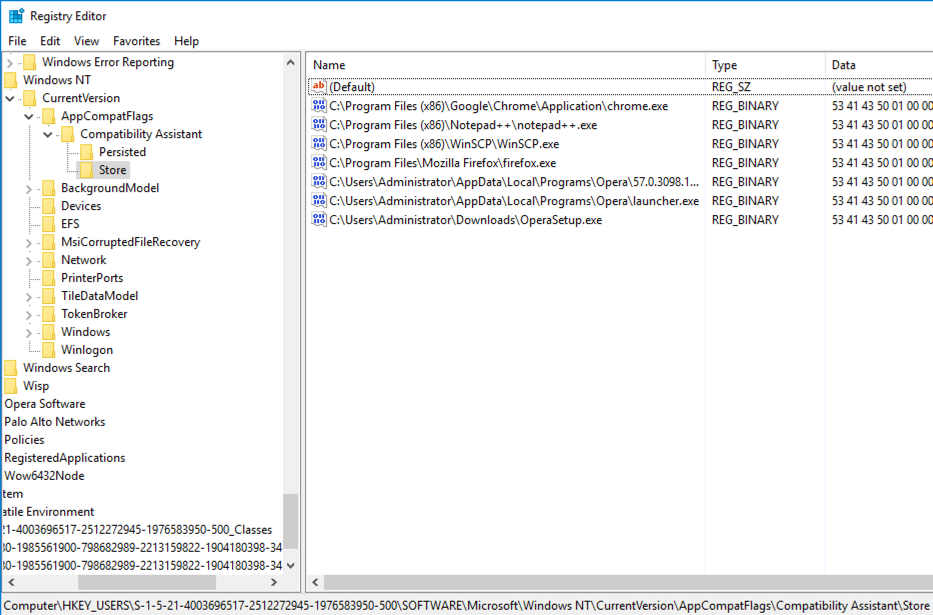 Registry Editor
File Edit View Favorites Help
Windows Error Reporting
Windows NT
CurrentVersion
AppCompatFlags
Compatibility Assistant
Persisted
Store
BackgroundModel
Devices
EFS
MsiCorruptedFileRecovery
Network
PrinterPorts
TileDataModel
TokenBroker
Windows
Winlogon
Windows Search
Wisp
Opera Software
Palo Alto Networks
Policies
RegisteredApplications
Wow6432Node
tem
atile Environment
21-4003696517-2512272945-1976583950-500_Classes
80-1985561900-798682989-2213159822-1904180398-34
80-1985561900-798682989-2213159822-1904180398-34
Name Type Data
ab (Default) REG_SZ (value not set)
C:\Program Files (x86)\Google\Chrome\Application\chrome.exe REG_BINARY 53 41 43 50 01 00 00
C:\Program Files (x86)\Notepad++\notepad++.exe REG_BINARY 53 41 43 50 01 00 00
C:\Program Files (x86)\WinSCP\WinSCP.exe REG_BINARY 53 41 43 50 01 00 00
C:\Program Files\Mozilla Firefox\firefox.exe REG_BINARY 53 41 43 50 01 00 00
C:\Users\Administrator\AppData\Local\Programs\Opera\57.0.3098.1... REG_BINARY 53 41 43 50 01 00 00
C:\Users\Administrator\AppData\Local\Programs\Opera\launcher.exe REG_BINARY 53 41 43 50 01 00 00
C:\Users\Administrator\Downloads\OperaSetup.exe REG_BINARY 53 41 43 50 01 00 00
Computer\HKEY_USERS\S-1-5-21-4003696517-2512272945-1976583950-500\SOFTWARE\Microsoft\Windows NT\CurrentVersion\AppCompatFlags\Compatibility Assistant\Store